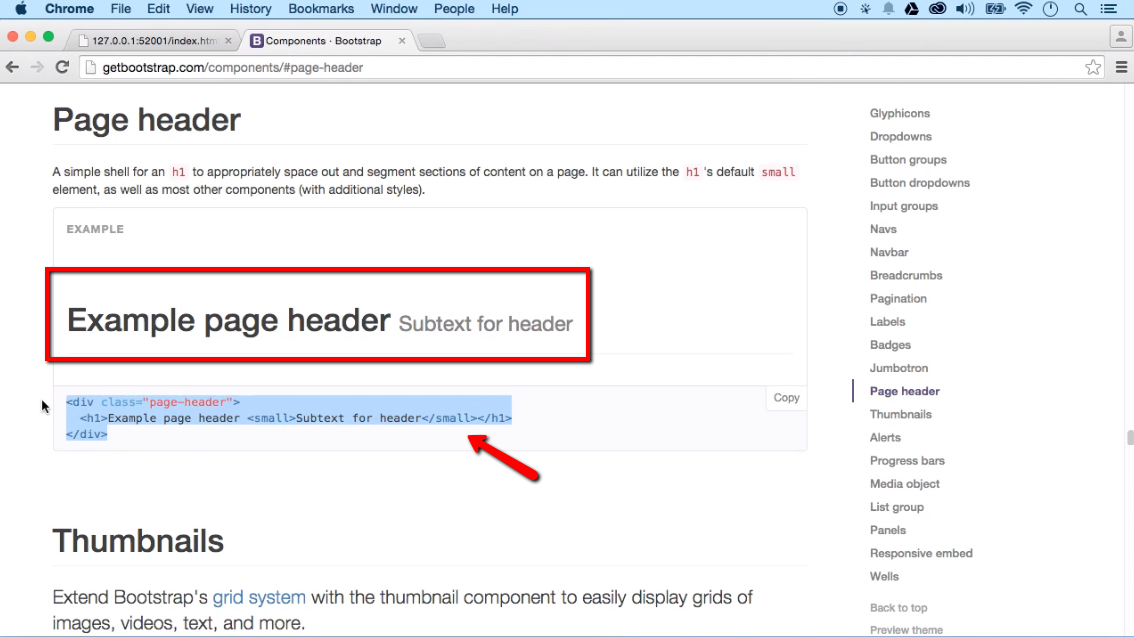 Chrome File Edit View History Bookmarks Window People Help
127.0.0.1:52001/index.htm
Components · Bootstrap
getbootstrap.com/components/#page-header
Page header
A simple shell for an h1 to appropriately space out and segment sections of content on a page. It can utilize the h1 's default small
element, as well as most other components (with additional styles).
EXAMPLE
Example page header Subtext for header
Copy
<div class="page-header">
  <h1>Example page header <small>Subtext for header</small></h1>
</div>
Thumbnails
Extend Bootstrap's grid system with the thumbnail component to easily display grids of
images, videos, text, and more.
Glyphicons
Dropdowns
Button groups
Button dropdowns
Input groups
Navs
Navbar
Breadcrumbs
Pagination
Labels
Badges
Jumbotron
Page header
Thumbnails
Alerts
Progress bars
Media object
List group
Panels
Responsive embed
Wells
Back to top
Preview theme